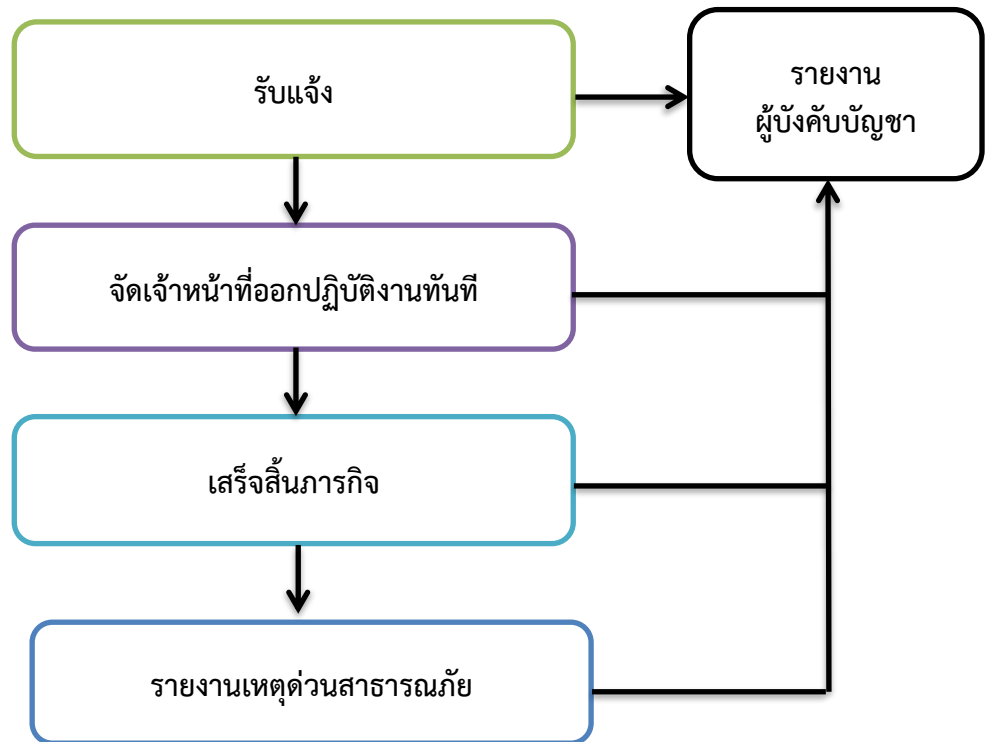 รับแจ้ง
รายงาน
ผู้บังคับบัญชา
จัดเจ้าหน้าที่ออกปฏิบัติงานทันที
เสร็จสิ้นภารกิจ
รายงานเหตุด่วนสาธารณภัย